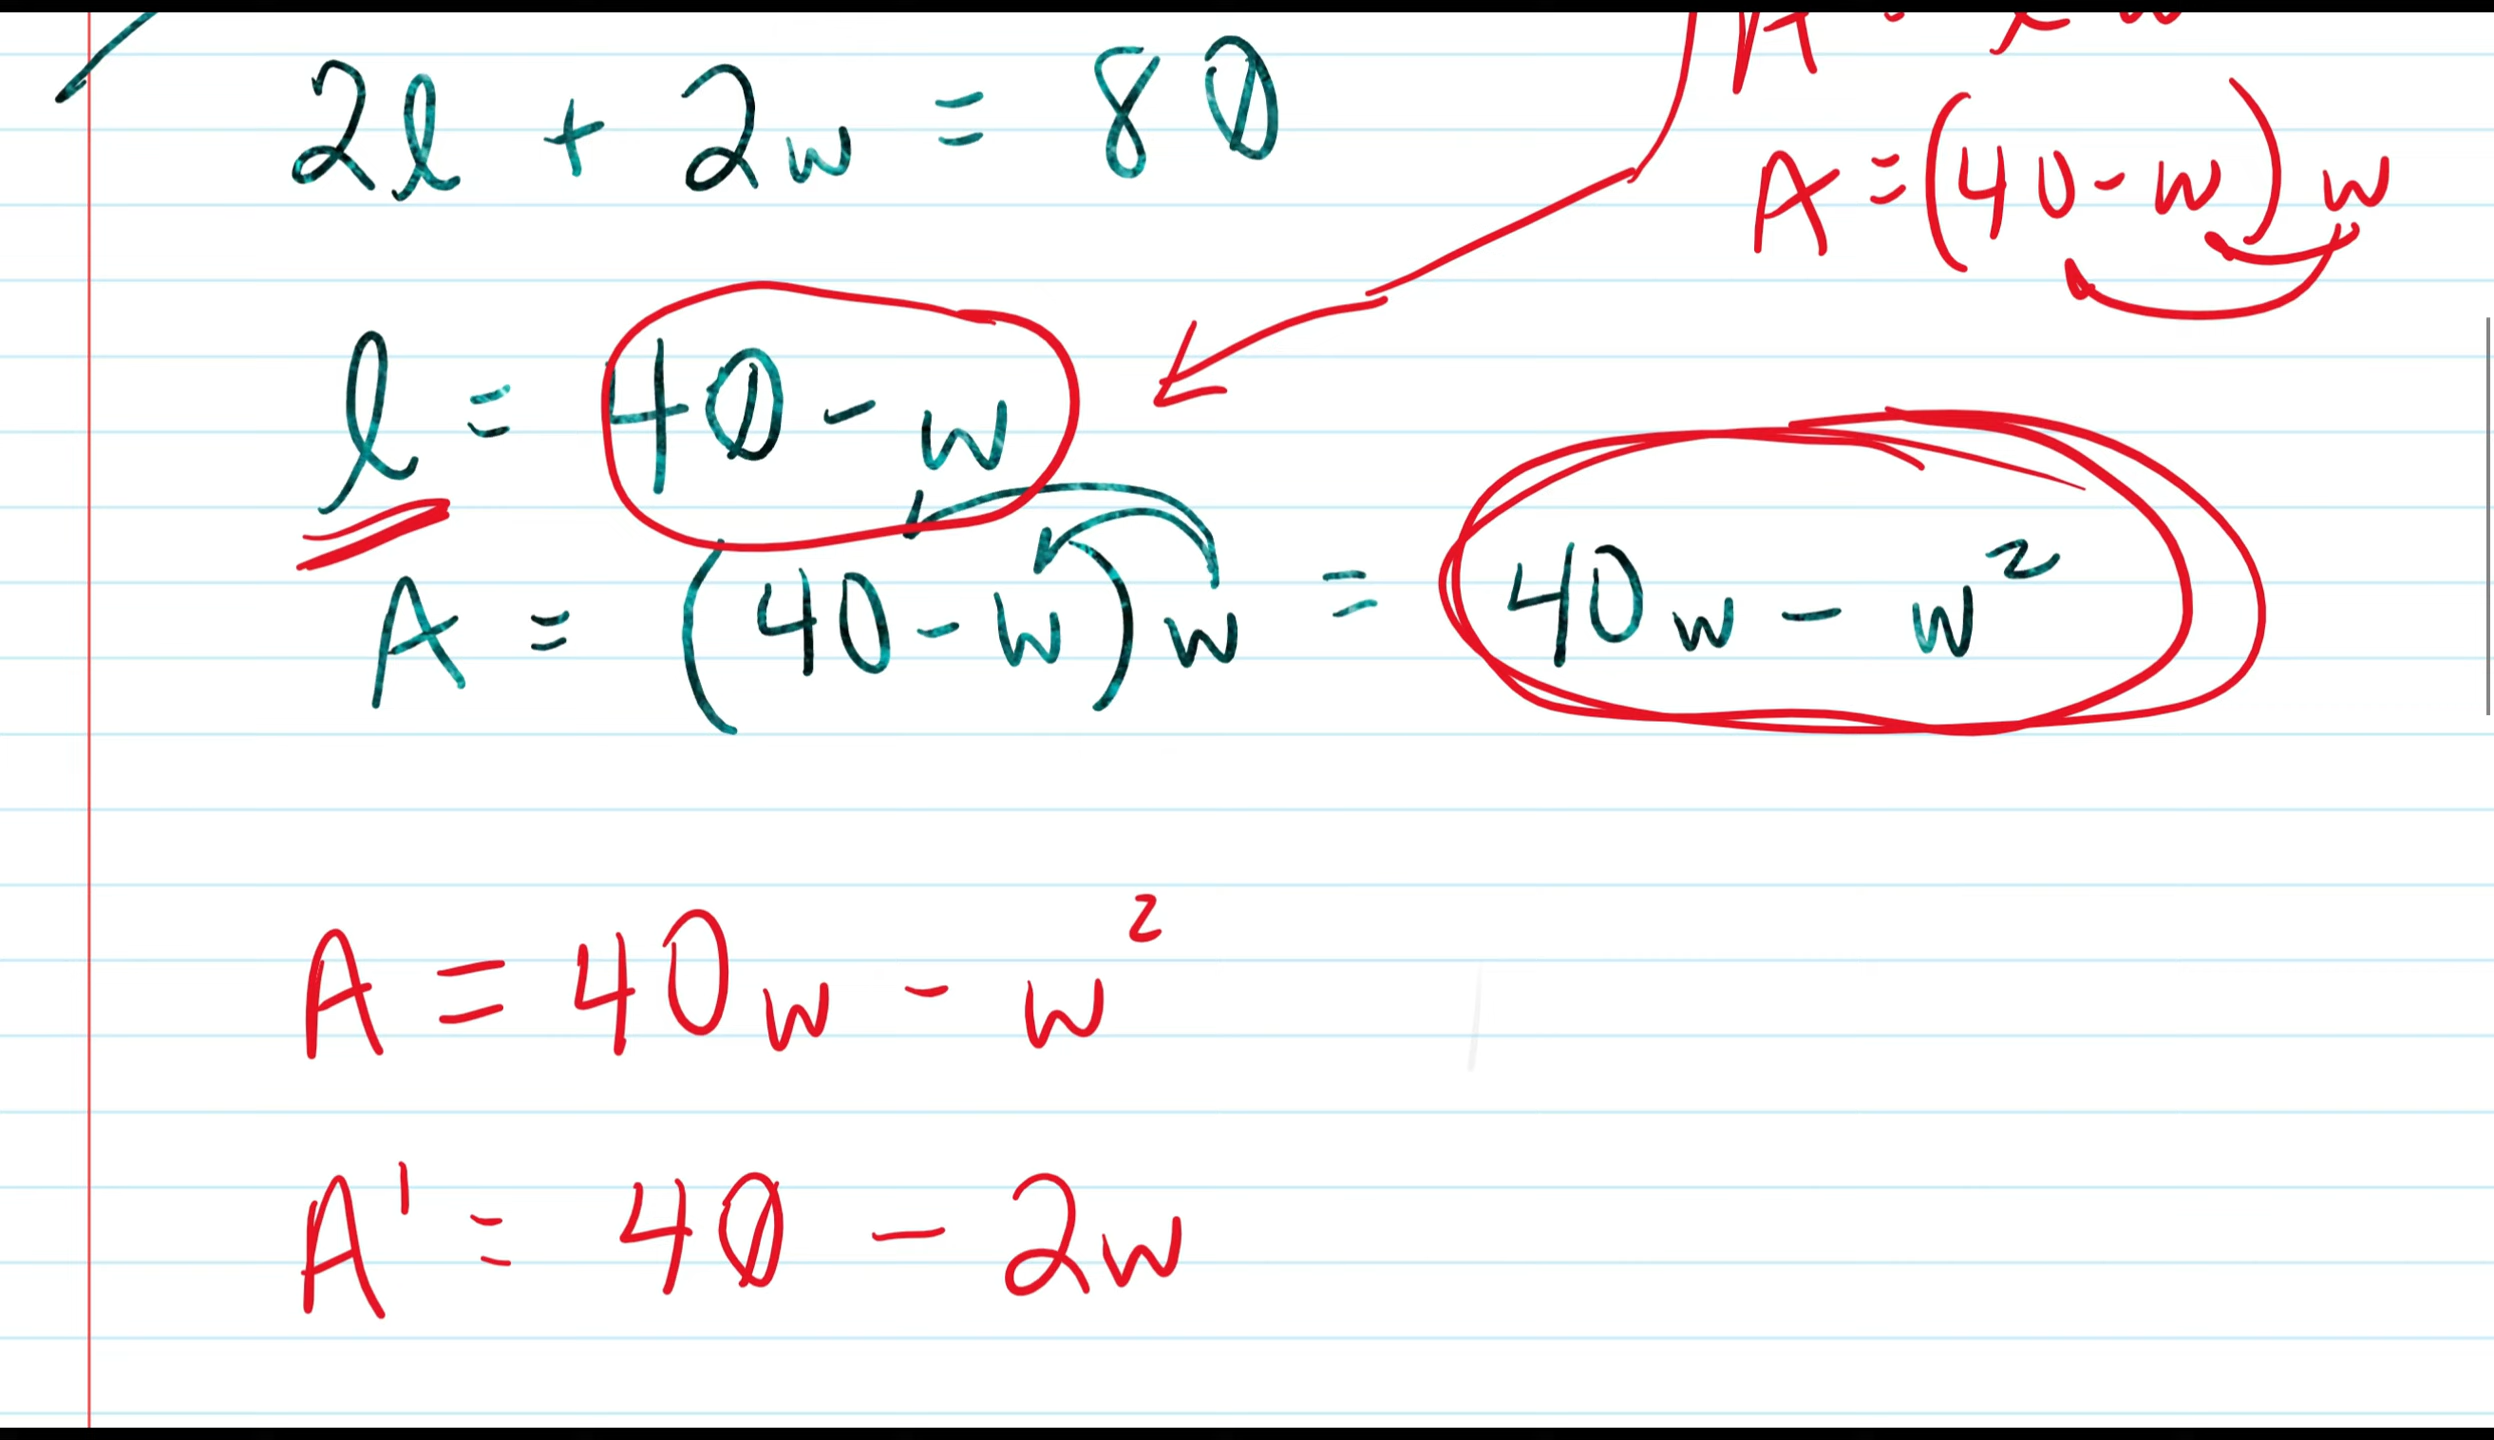 2l + 2w = 80
A = (40 - w) w
l = 40 - w
A = (40 - w) w = 40w - w²
A = 40w - w²
A' = 40 - 2w